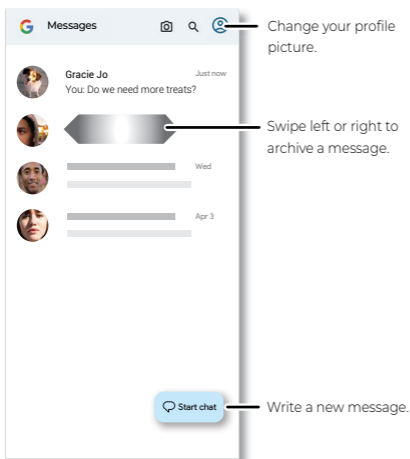 Messages
Change your profile
picture.
Gracie Jo
Just now
You: Do we need more treats?
Swipe left or right to
archive a message.
Wed
Apr 3
Start chat
Write a new message.